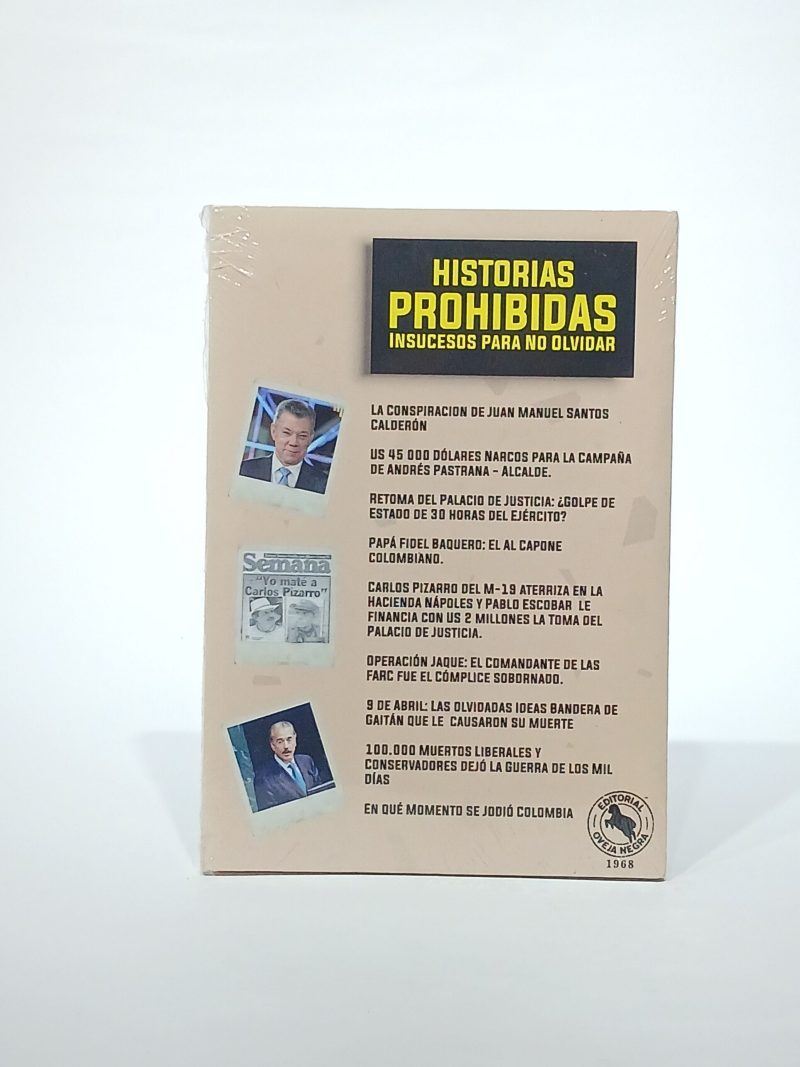 HISTORIAS
PROHIBIDAS
INSUCESOS PARA NO OLVIDAR
LA CONSPIRACION DE JUAN MANUEL SANTOS
CALDERÓN
US 45 000 DÓLARES NARCOS PARA LA CAMPAÑA
DE ANDRÉS PASTRANA – ALCALDE.
RETOMA DEL PALACIO DE JUSTICIA: ¿GOLPE DE
ESTADO DE 30 HORAS DEL EJÉRCITO?
PAPÁ FIDEL BAQUERO: EL AL CAPONE
COLOMBIANO.
Semana
"Yo maté a
Carlos Pizarro"
CARLOS PIZARRO DEL M-19 ATERRIZA EN LA
HACIENDA NÁPOLES Y PABLO ESCOBAR LE
FINANCIA CON US 2 MILLONES LA TOMA DEL
PALACIO DE JUSTICIA.
OPERACIÓN JAQUE: EL COMANDANTE DE LAS
FARC FUE EL CÓMPLICE SOBORNADO.
9 DE ABRIL: LAS OLVIDADAS IDEAS BANDERA DE
GAITÁN QUE LE CAUSARON SU MUERTE
100.000 MUERTOS LIBERALES Y
CONSERVADORES DEJÓ LA GUERRA DE LOS MIL
DÍAS
EN QUÉ MOMENTO SE JODIÓ COLOMBIA
EDITORIAL
OVEJA NEGRA
1968